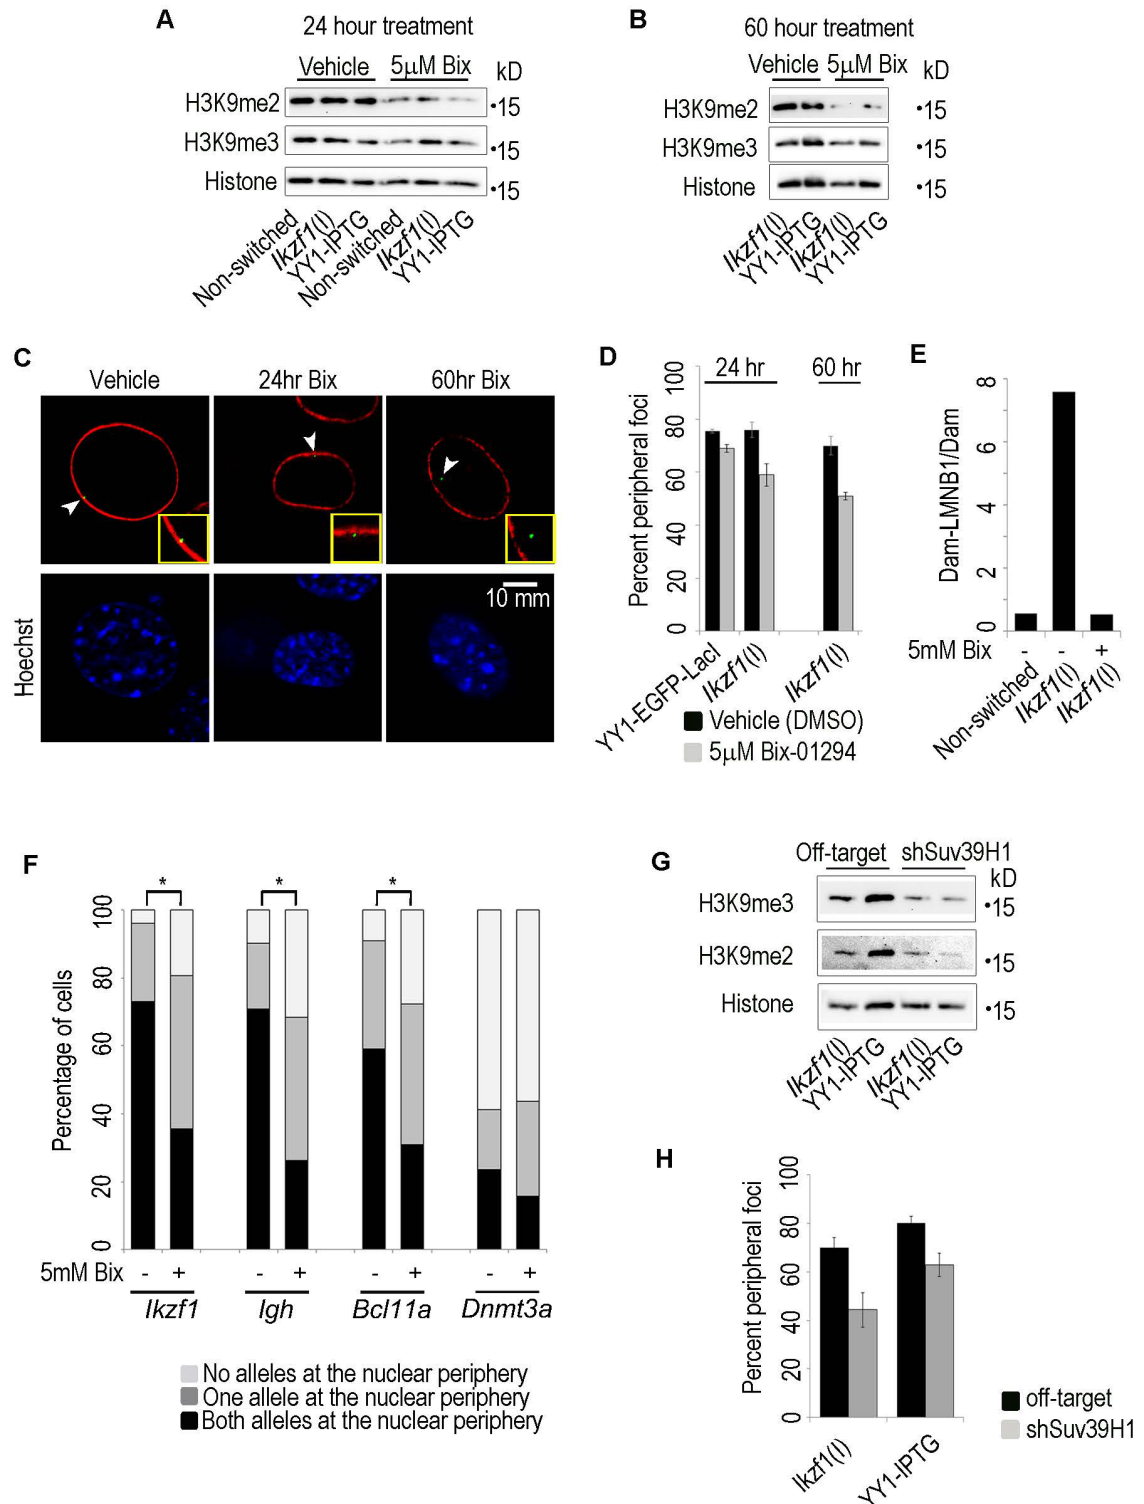 A
24 hour treatment
Vehicle
5µM Bix
kD
H3K9me2
•15
H3K9me3
•15
Histone
•15
Non-switched
Ikzf1(I)
YY1-IPTG
Non-switched
Ikzf1(I)
YY1-IPTG
B
60 hour treatment
Vehicle
5µM Bix
kD
H3K9me2
•15
H3K9me3
•15
Histone
•15
Ikzf1(I)
YY1-IPTG
Ikzf1(I)
YY1-IPTG
C
Vehicle
24hr Bix
60hr Bix
10 mm
Hoechst
D
24 hr
60 hr
Percent peripheral foci
100
80
60
40
20
0
YY1-EGFP-LacI
Ikzf1(I)
Ikzf1(I)
Vehicle (DMSO)
5µM Bix-01294
E
Dam-LMNB1/Dam
8
6
4
2
0
5mM Bix
- - +
Non-switched
Ikzf1(I)
Ikzf1(I)
F
* * *
Percentage of cells
100
80
60
40
20
0
5mM Bix - + - + - + - +
Ikzf1 Igh Bcl11a Dnmt3a
No alleles at the nuclear periphery
One allele at the nuclear periphery
Both alleles at the nuclear periphery
G
Off-target
shSuv39H1
kD
H3K9me3
•15
H3K9me2
•15
Histone
•15
Ikzf1(I)
YY1-IPTG
Ikzf1(I)
YY1-IPTG
H
Percent peripheral foci
100
80
60
40
20
0
Ikzf1(I)
YY1-IPTG
off-target
shSuv39H1